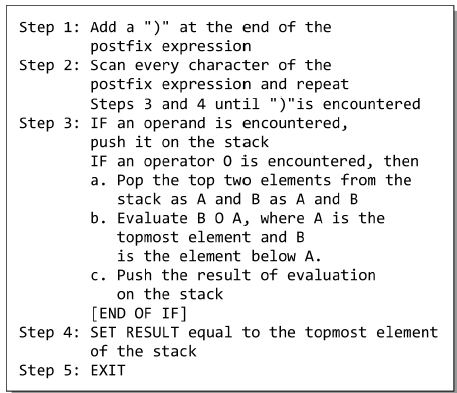 Step 1: Add a ")" at the end of the
postfix expression
Step 2: Scan every character of the
postfix expression and repeat
Steps 3 and 4 until ")"is encountered
Step 3: IF an operand is encountered,
push it on the stack
IF an operator O is encountered, then
a. Pop the top two elements from the
stack as A and B as A and B
b. Evaluate B O A, where A is the
topmost element and B
is the element below A.
c. Push the result of evaluation
on the stack
[END OF IF]
Step 4: SET RESULT equal to the topmost element
of the stack
Step 5: EXIT